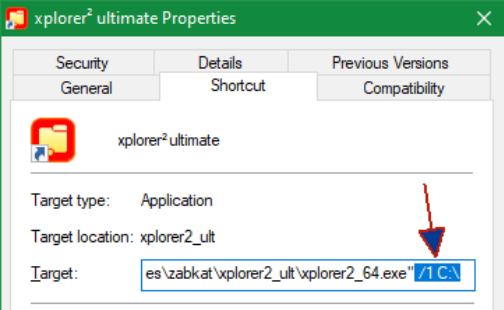 xplorer² ultimate Properties
Security Details Previous Versions
General Shortcut Compatibility
xplorer² ultimate
Target type: Application
Target location: xplorer2_ult
Target: es\zabkat\xplorer2_ult\xplorer2_64.exe" /1 C:\